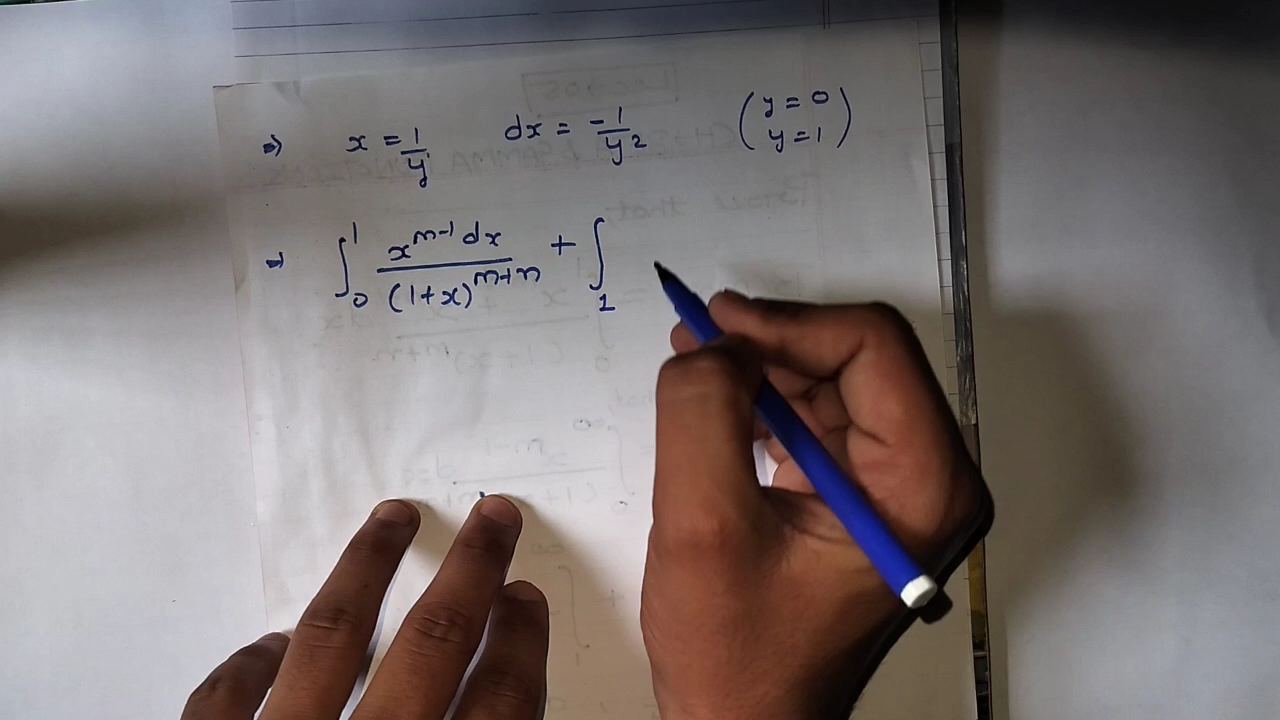 ⇒ x = 1/y dx = -1/y² (y = 0
y = 1)
⇒ ∫₀¹ x^(m-1) dx / (1+x)^(m+n) + ∫₁